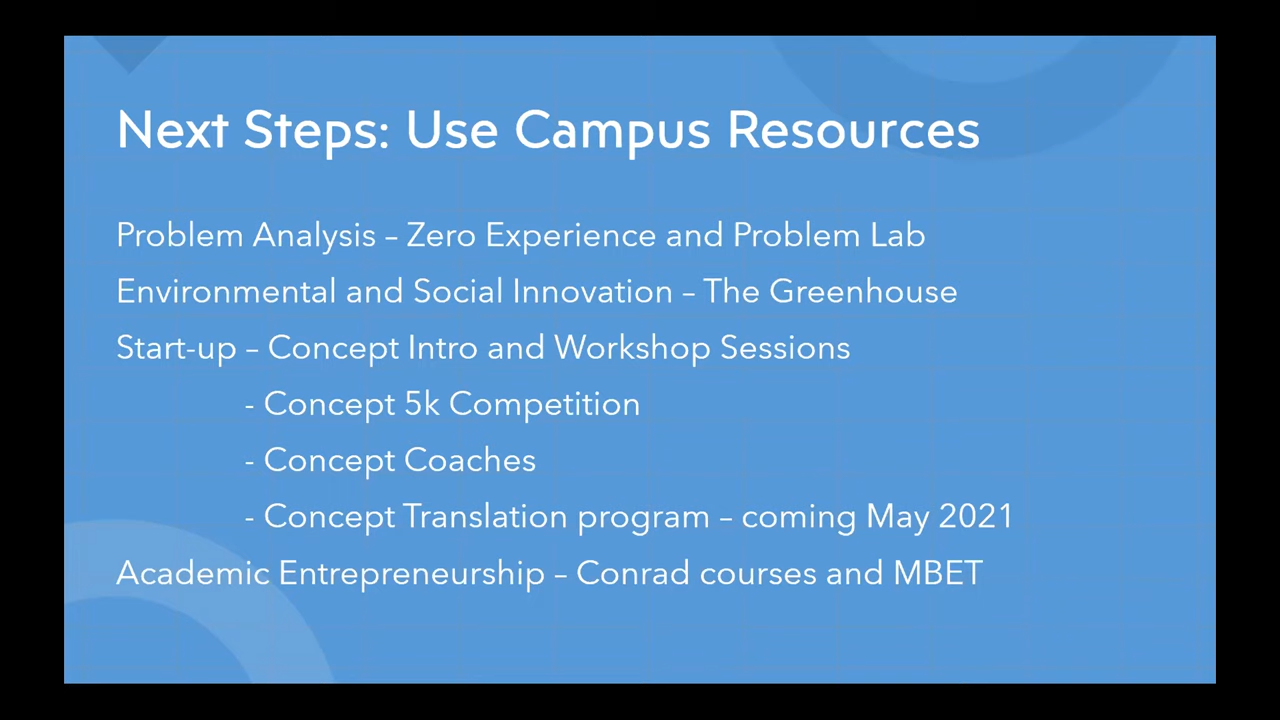 Next Steps: Use Campus Resources
Problem Analysis – Zero Experience and Problem Lab
Environmental and Social Innovation – The Greenhouse
Start-up – Concept Intro and Workshop Sessions
- Concept 5k Competition
- Concept Coaches
- Concept Translation program – coming May 2021
Academic Entrepreneurship – Conrad courses and MBET